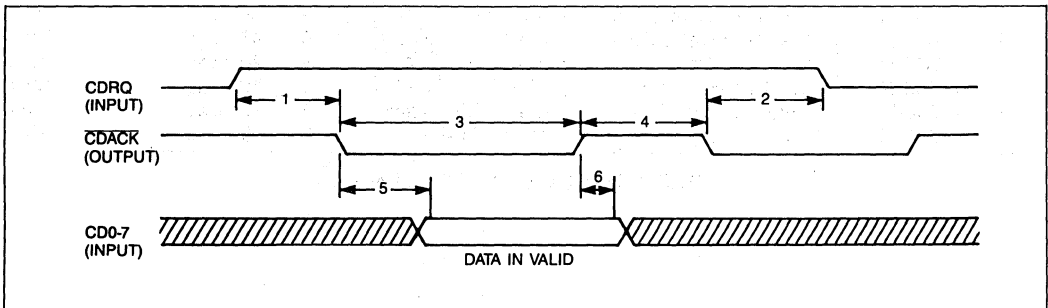 CDRQ
(INPUT)
1
2
3
4
CDACK
(OUTPUT)
5
6
CD0-7
(INPUT)
DATA IN VALID